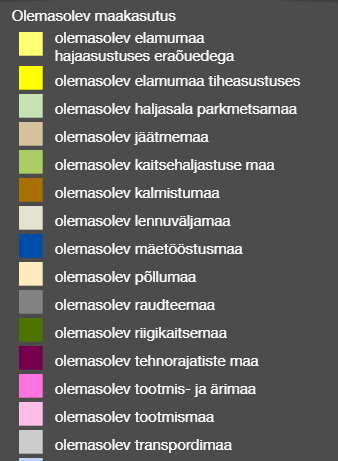 Olemasolev maakasutus
olemasolev elamumaa
hajaasustuses eraõuedega
olemasolev elamumaa tiheasustuses
olemasolev haljasala parkmetsamaa
olemasolev jäätmemaa
olemasolev kaitsehaljastuse maa
olemasolev kalmistumaa
olemasolev lennuväljamaa
olemasolev mäetööstusmaa
olemasolev põllumaa
olemasolev raudteemaa
olemasolev riigikaitsemaa
olemasolev tehnorajatiste maa
olemasolev tootmis- ja ärimaa
olemasolev tootmismaa
olemasolev transpordimaa